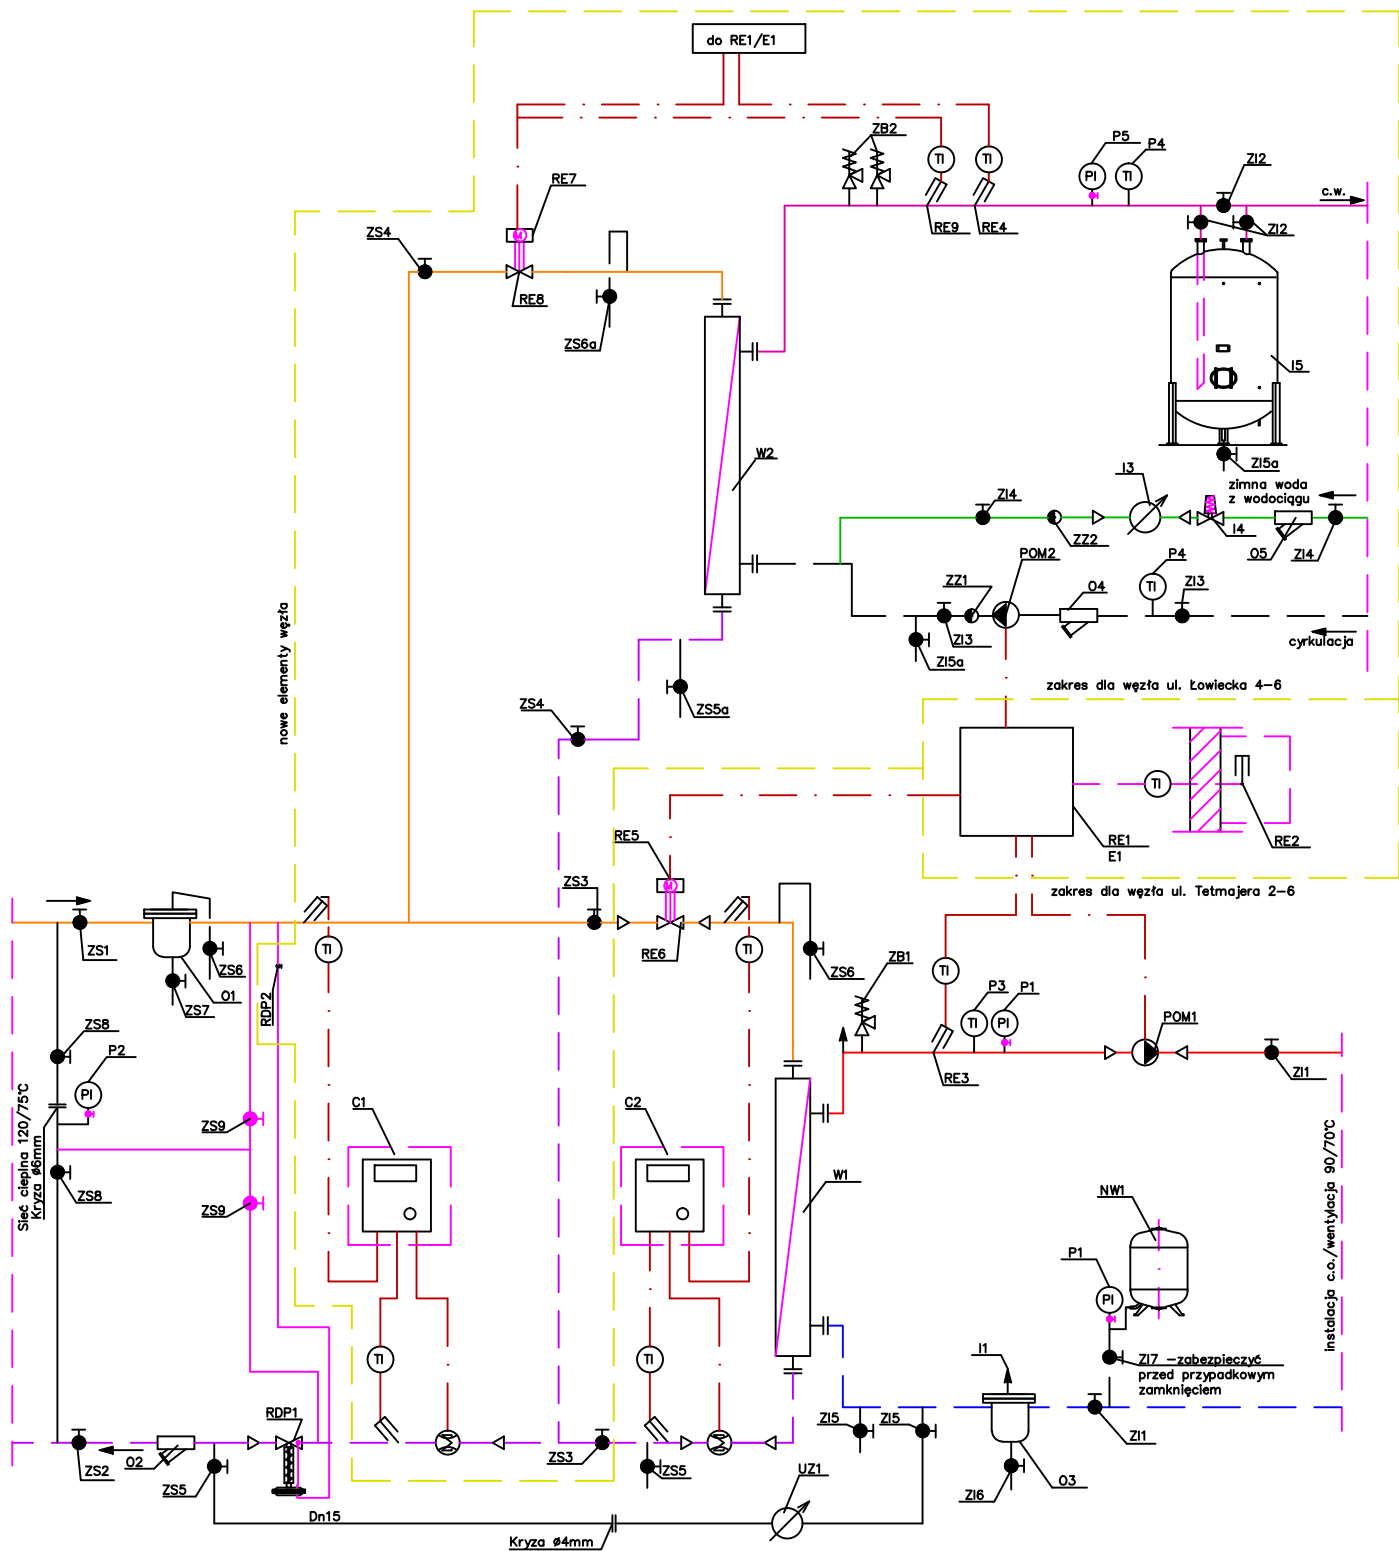 do RE1/E1
ZB2
P5
P4
ZI2
TI
TI
PI
TI
c.w.
RE7
M
ZS4
RE9
RE4
ZI2
RE8
ZS6a
I5
W2
I3
ZI5a
zimna woda
z wodociągu
ZI4
ZZ2
I4
O5
ZI4
POM2
P4
ZZ1
O4
TI
ZI3
ZI3
ZI5a
cyrkulacja
nowe elementy węzła
zakres dla węzła ul. Łowiecka 4-6
ZS4
ZS5a
TI
RE5
RE1
E1
RE2
M
ZS3
zakres dla węzła ul. Tetmajera 2-6
ZS1
ZS6
O1
ZS7
RDP2
TI
RE6
TI
ZS6
ZB1
TI
P3
P1
TI
PI
POM1
RE3
ZI1
ZS8
P2
PI
Sieć cieplna 120/75°C
Kryza ø6mm
ZS9
ZS8
ZS9
C1
C2
W1
NW1
P1
PI
instalacja c.o./wentylacja 90/70°C
ZI7 -zabezpieczyć
przed przypadkowym
zamknięciem
I1
TI
TI
RDP1
ZI5
ZI5
ZI1
ZS2
O2
ZS5
ZS3
ZS5
UZ1
ZI6
O3
Dn15
Kryza ø4mm